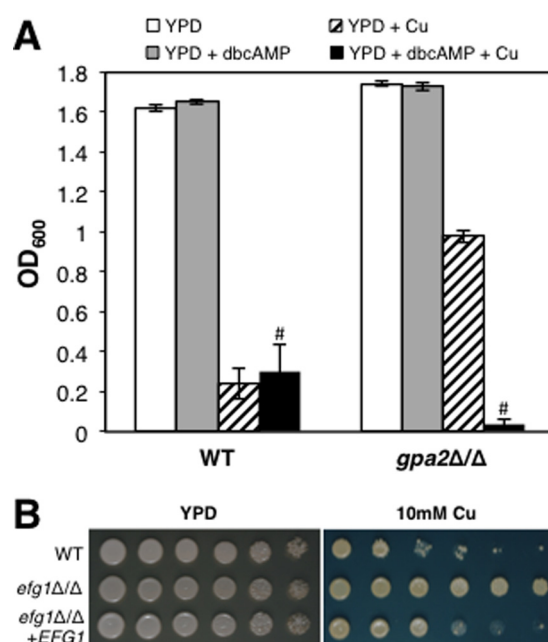 A
YPD
YPD + Cu
YPD + dbcAMP
YPD + dbcAMP + Cu
1.8
1.6
1.4
1.2
1
0.8
0.6
0.4
0.2
0
OD600
#
#
WT
gpa2Δ/Δ
B
YPD
10mM Cu
WT
efg1Δ/Δ
efg1Δ/Δ
+EFG1